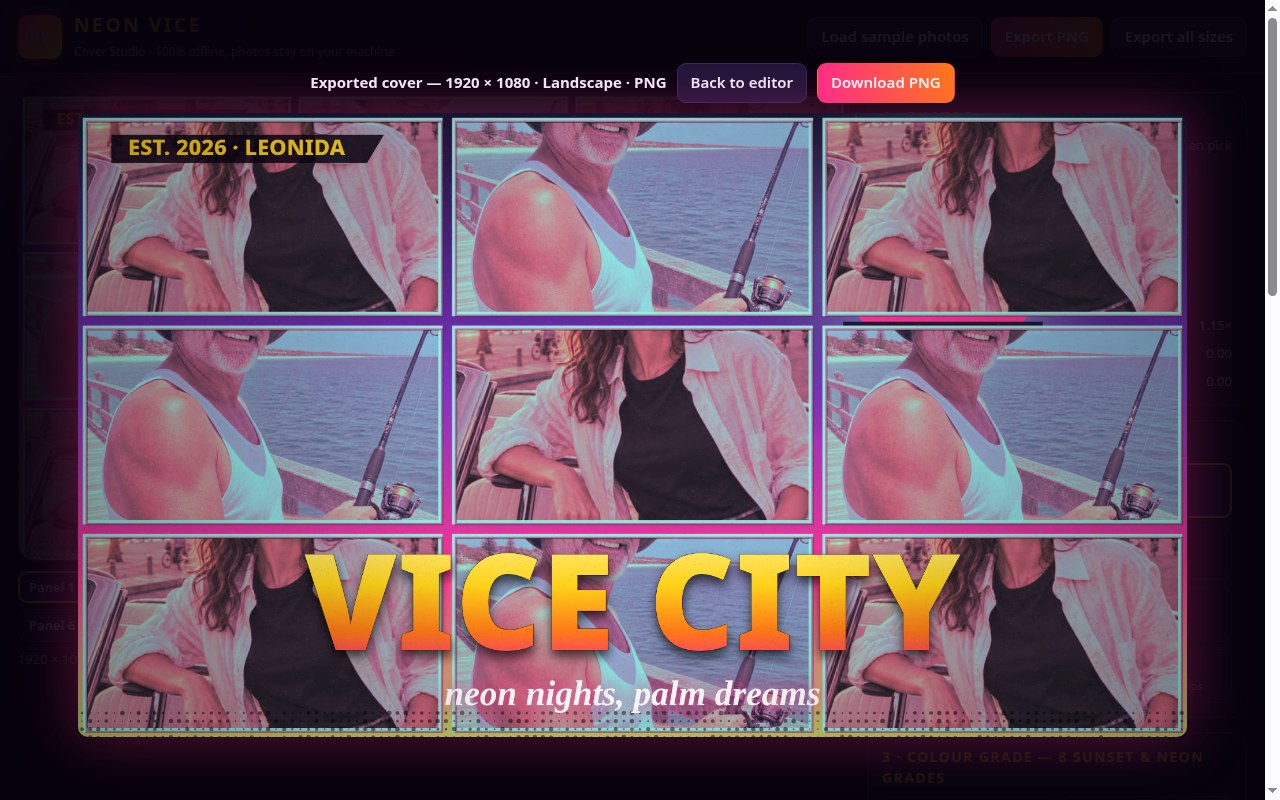 NEON VICE
Cover Studio · 100% offline, photos stay on your machine
Load sample photos
Export PNG
Export all sizes
Exported cover — 1920 × 1080 · Landscape · PNG
Back to editor
Download PNG
EST. 2026 · LEONIDA
en pick
1.15×
0.00
0.00
VICE CITY
neon nights, palm dreams
Panel 1
Panel 6
1920 × 10
3 · COLOUR GRADE — 8 SUNSET & NEON
GRADES